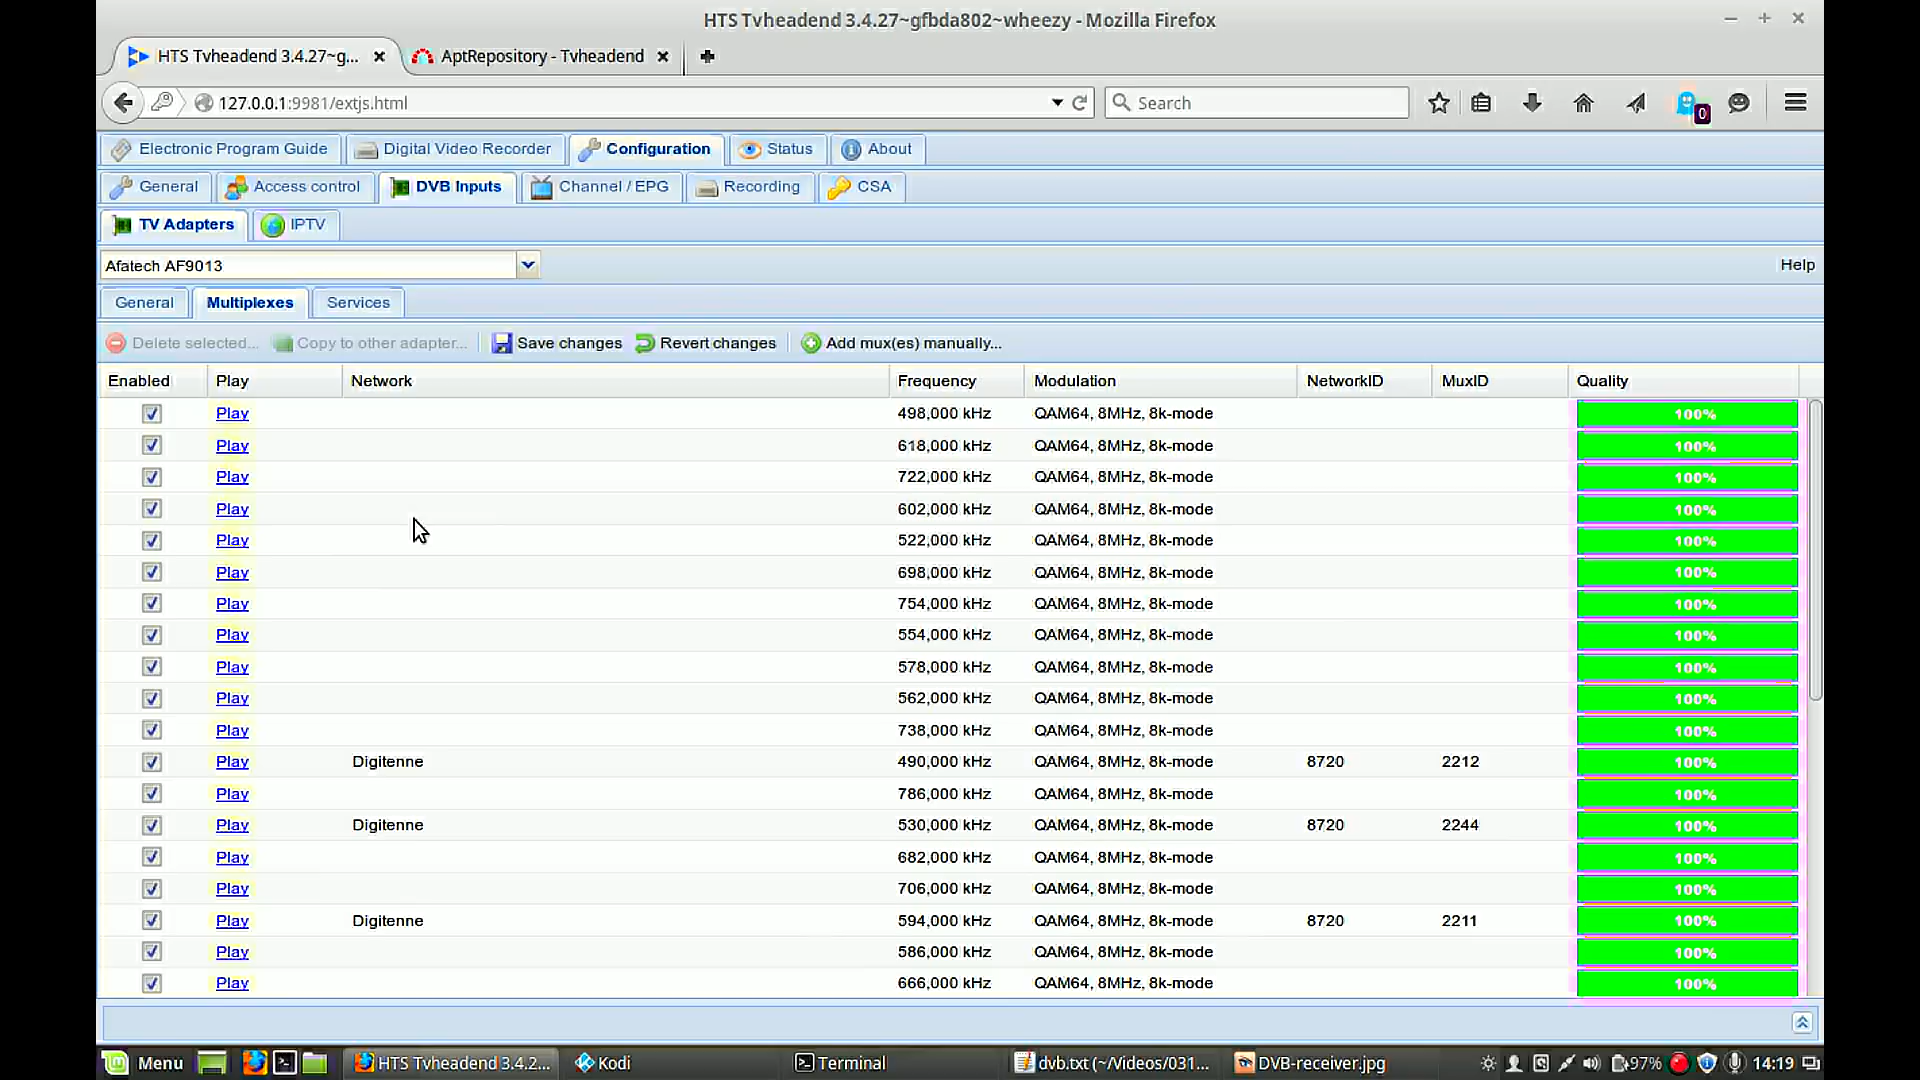 HTS Tvheadend 3.4.27~gfbda802~wheezy - Mozilla Firefox
HTS Tvheadend 3.4.27~g... AptRepository - Tvheadend
127.0.0.1:9981/extjs.html Search 0
Electronic Program Guide Digital Video Recorder Configuration Status About
General Access control DVB Inputs Channel / EPG Recording CSA
TV Adapters IPTV
Afatech AF9013 Help
General Multiplexes Services
Delete selected... Copy to other adapter... Save changes Revert changes Add mux(es) manually...
Enabled Play Network Frequency Modulation NetworkID MuxID Quality
Play 498,000 kHz QAM64, 8MHz, 8k-mode 100%
Play 618,000 kHz QAM64, 8MHz, 8k-mode 100%
Play 722,000 kHz QAM64, 8MHz, 8k-mode 100%
Play 602,000 kHz QAM64, 8MHz, 8k-mode 100%
Play 522,000 kHz QAM64, 8MHz, 8k-mode 100%
Play 698,000 kHz QAM64, 8MHz, 8k-mode 100%
Play 754,000 kHz QAM64, 8MHz, 8k-mode 100%
Play 554,000 kHz QAM64, 8MHz, 8k-mode 100%
Play 578,000 kHz QAM64, 8MHz, 8k-mode 100%
Play 562,000 kHz QAM64, 8MHz, 8k-mode 100%
Play 738,000 kHz QAM64, 8MHz, 8k-mode 100%
Play Digitenne 490,000 kHz QAM64, 8MHz, 8k-mode 8720 2212 100%
Play 786,000 kHz QAM64, 8MHz, 8k-mode 100%
Play Digitenne 530,000 kHz QAM64, 8MHz, 8k-mode 8720 2244 100%
Play 682,000 kHz QAM64, 8MHz, 8k-mode 100%
Play 706,000 kHz QAM64, 8MHz, 8k-mode 100%
Play Digitenne 594,000 kHz QAM64, 8MHz, 8k-mode 8720 2211 100%
Play 586,000 kHz QAM64, 8MHz, 8k-mode 100%
Play 666,000 kHz QAM64, 8MHz, 8k-mode 100%
Menu HTS Tvheadend 3.4.2... Kodi Terminal dvb.txt (~/Videos/031... DVB-receiver.jpg 97% 14:19